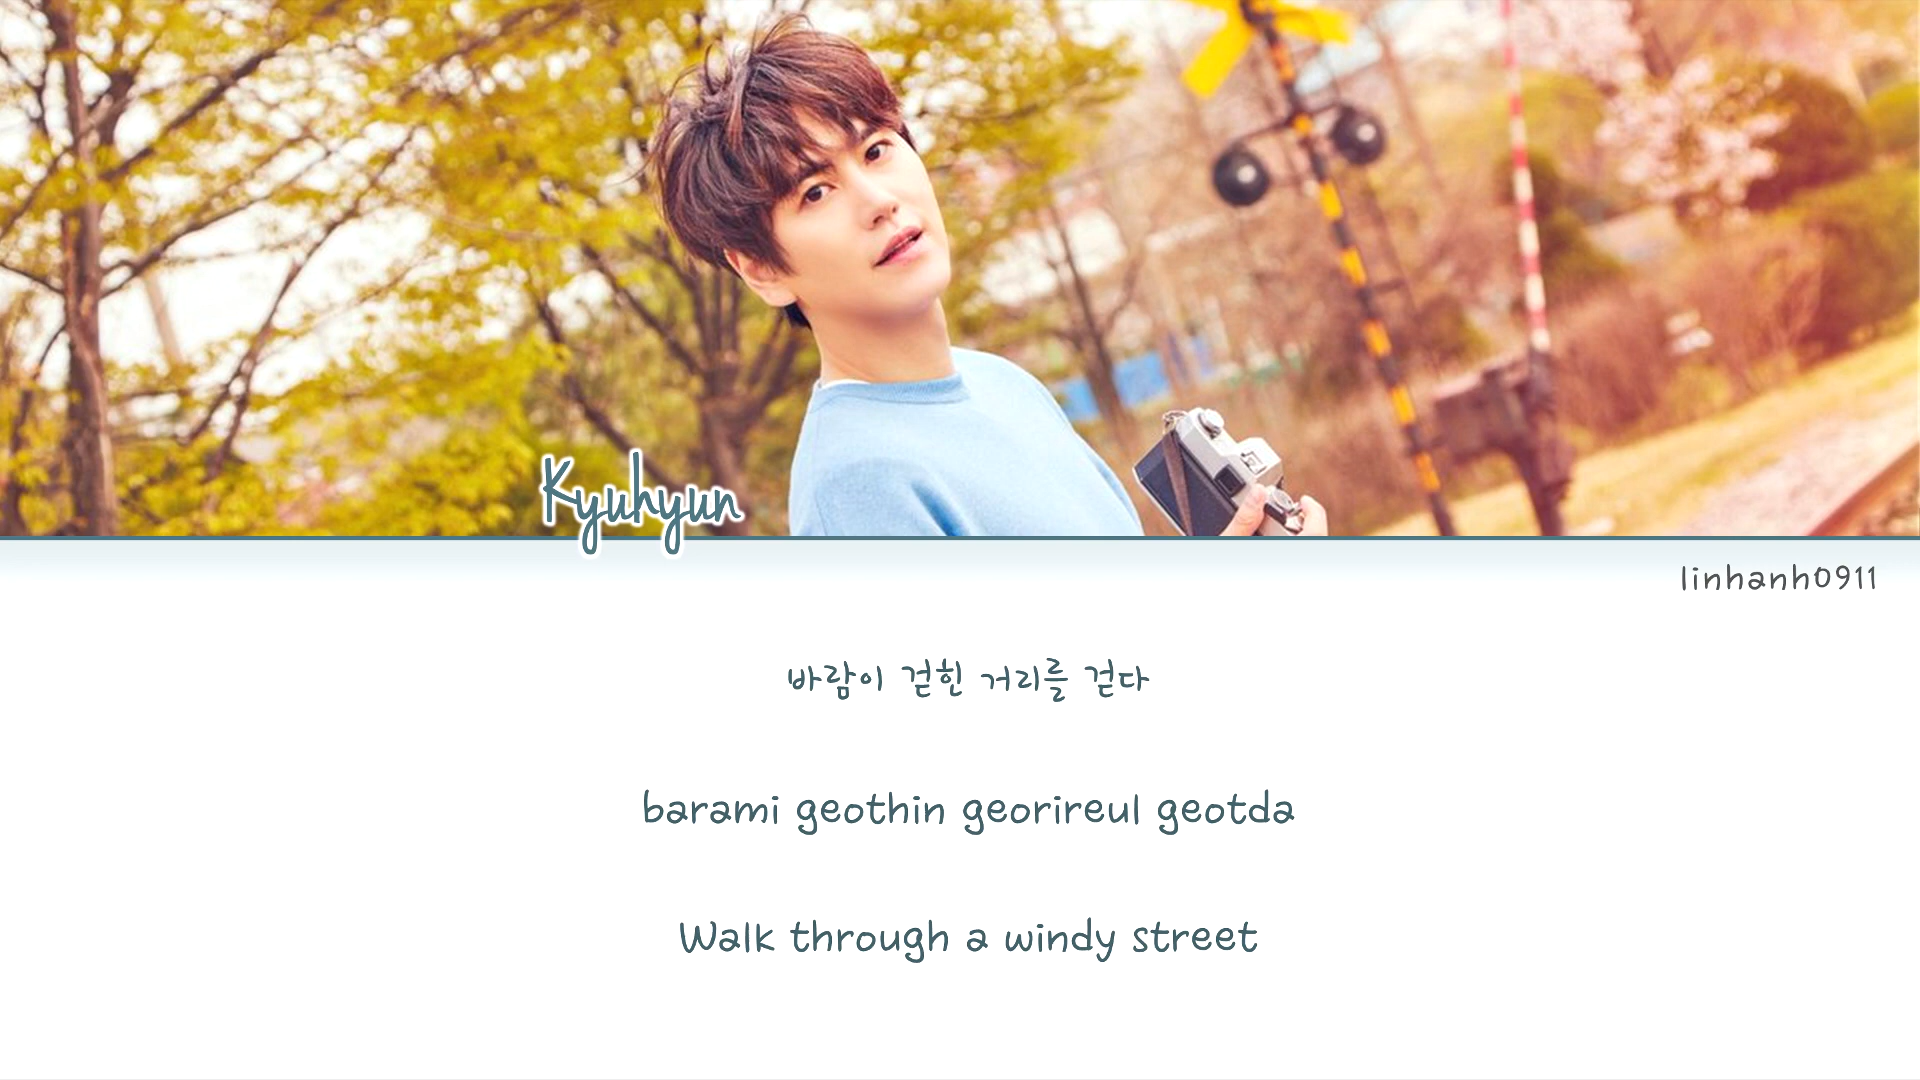 Kyuhyun
linhanh0911
바람이 걷힌 거리를 걷다
barami geothin georireul geotda
Walk through a windy street